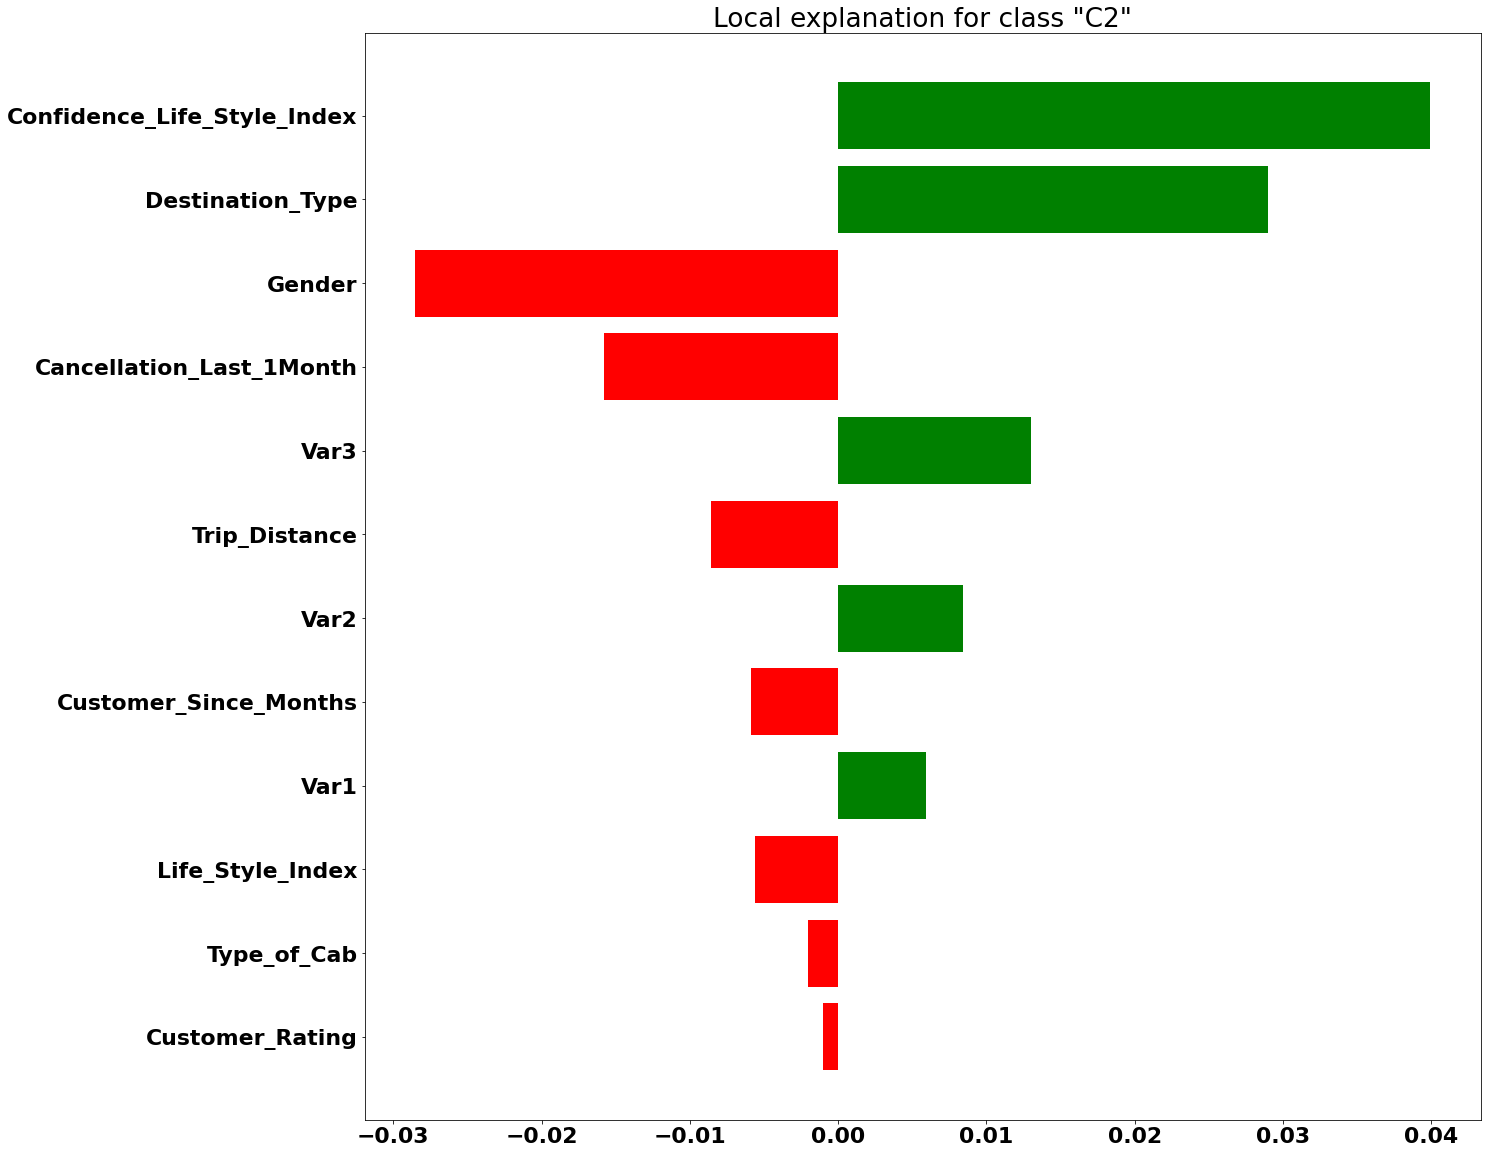 Local explanation for class "C2"
Confidence_Life_Style_Index
Destination_Type
Gender
Cancellation_Last_1Month
Var3
Trip_Distance
Var2
Customer_Since_Months
Var1
Life_Style_Index
Type_of_Cab
Customer_Rating
−0.03 −0.02 −0.01 0.00 0.01 0.02 0.03 0.04